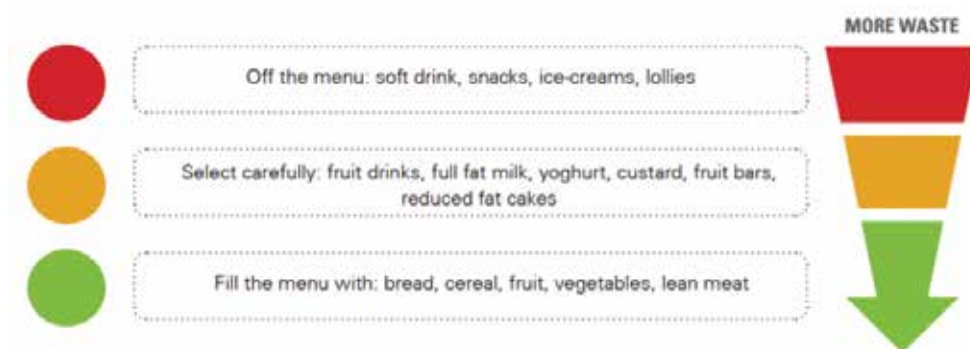 MORE WASTE
Off the menu: soft drink, snacks, ice-creams, lollies
Select carefully: fruit drinks, full fat milk, yoghurt, custard, fruit bars,
reduced fat cakes
Fill the menu with: bread, cereal, fruit, vegetables, lean meat